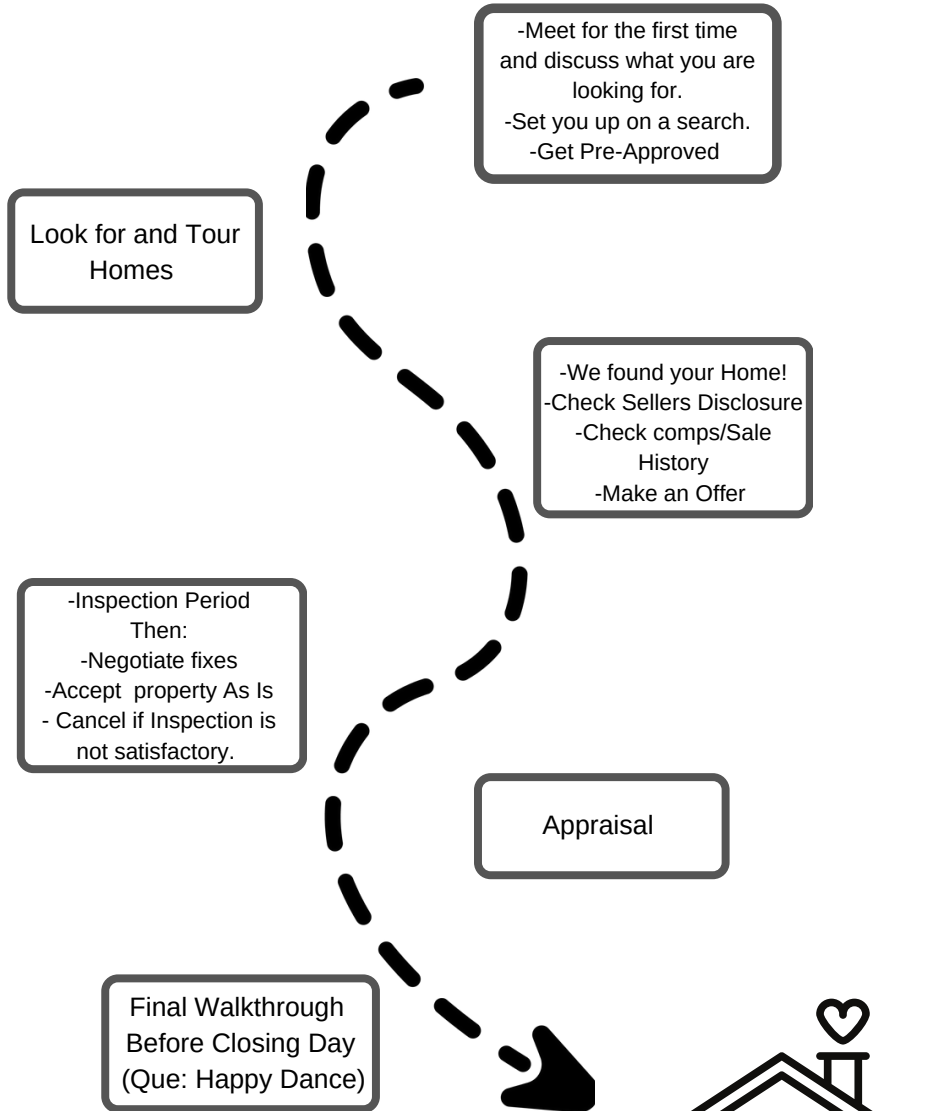 -Meet for the first time
and discuss what you are
looking for.
-Set you up on a search.
-Get Pre-Approved
Look for and Tour
Homes
-We found your Home!
-Check Sellers Disclosure
-Check comps/Sale
History
-Make an Offer
-Inspection Period
Then:
-Negotiate fixes
-Accept  property As Is
- Cancel if Inspection is
not satisfactory.
Appraisal
Final Walkthrough
Before Closing Day
(Que: Happy Dance)